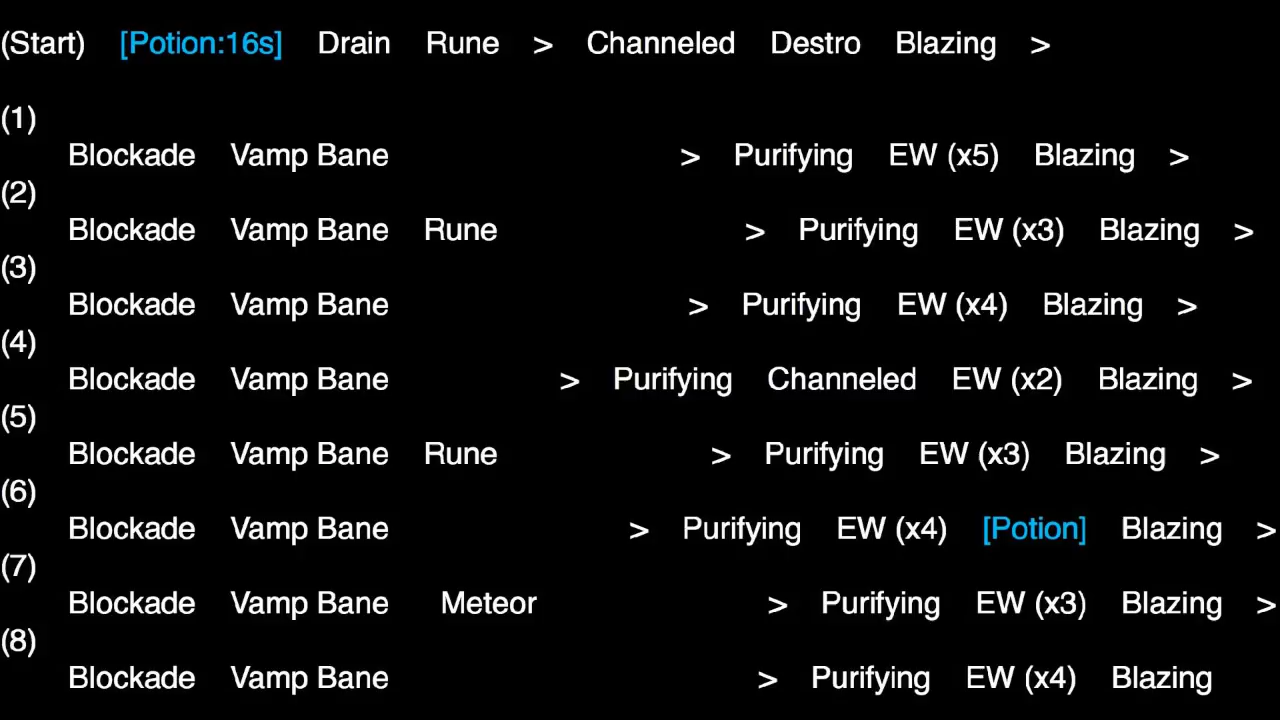 (Start) [Potion:16s] Drain Rune > Channeled Destro Blazing >
(1)
Blockade Vamp Bane > Purifying EW (x5) Blazing >
(2)
Blockade Vamp Bane Rune > Purifying EW (x3) Blazing >
(3)
Blockade Vamp Bane > Purifying EW (x4) Blazing >
(4)
Blockade Vamp Bane > Purifying Channeled EW (x2) Blazing >
(5)
Blockade Vamp Bane Rune > Purifying EW (x3) Blazing >
(6)
Blockade Vamp Bane > Purifying EW (x4) [Potion] Blazing >
(7)
Blockade Vamp Bane Meteor > Purifying EW (x3) Blazing >
(8)
Blockade Vamp Bane > Purifying EW (x4) Blazing